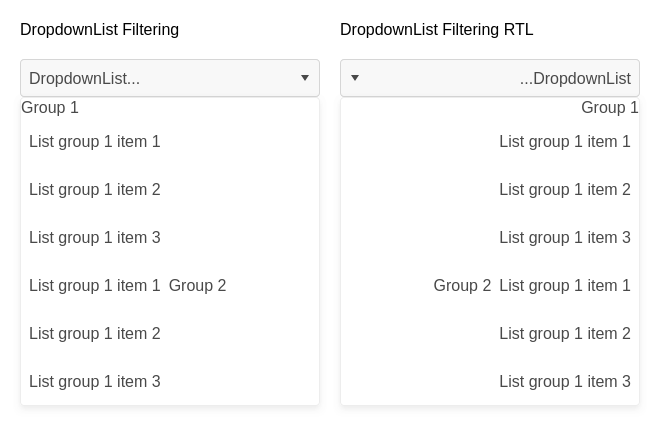 DropdownList Filtering
DropdownList...
Group 1
List group 1 item 1
List group 1 item 2
List group 1 item 3
List group 1 item 1 Group 2
List group 1 item 2
List group 1 item 3
DropdownList Filtering RTL
...DropdownList
Group 1
List group 1 item 1
List group 1 item 2
List group 1 item 3
Group 2 List group 1 item 1
List group 1 item 2
List group 1 item 3